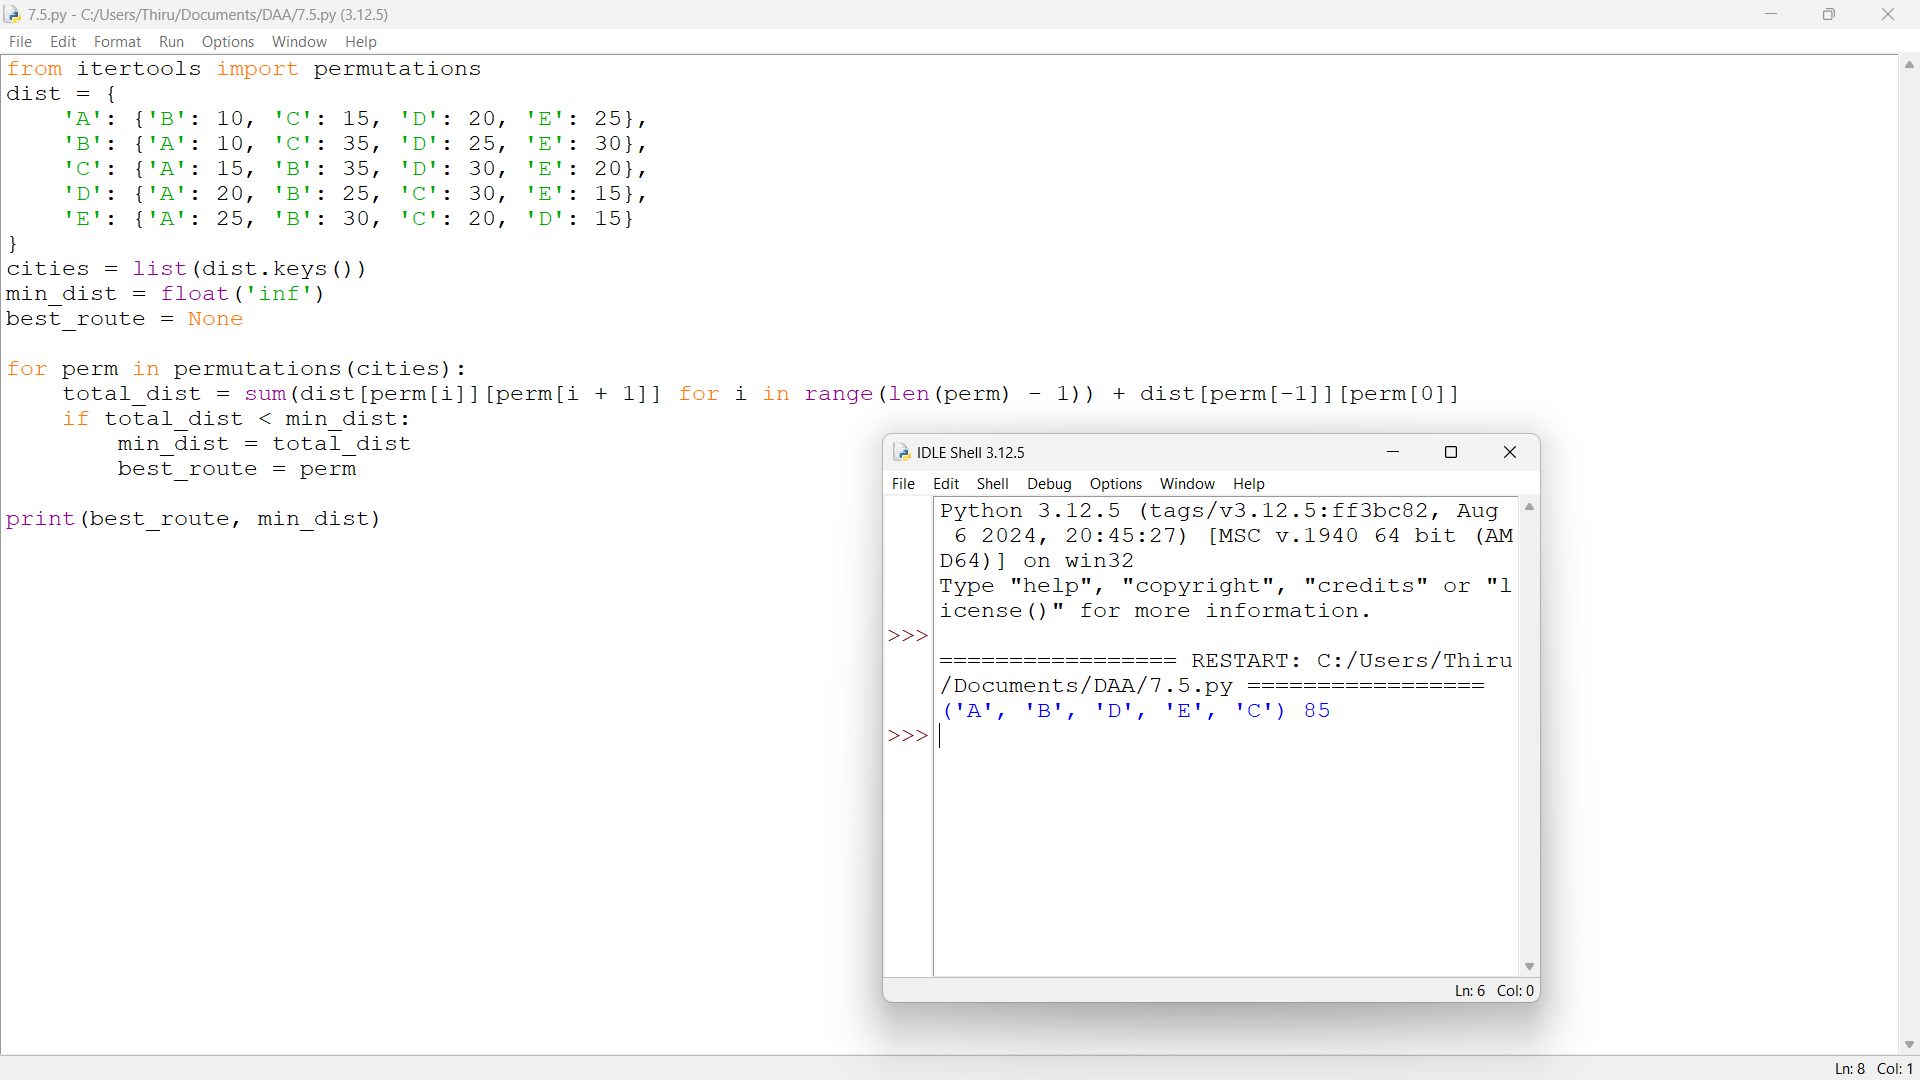 7.5.py - C:/Users/Thiru/Documents/DAA/7.5.py (3.12.5)
File Edit Format Run Options Window Help
from itertools import permutations
dist = {
    'A': {'B': 10, 'C': 15, 'D': 20, 'E': 25},
    'B': {'A': 10, 'C': 35, 'D': 25, 'E': 30},
    'C': {'A': 15, 'B': 35, 'D': 30, 'E': 20},
    'D': {'A': 20, 'B': 25, 'C': 30, 'E': 15},
    'E': {'A': 25, 'B': 30, 'C': 20, 'D': 15}
}
cities = list(dist.keys())
min_dist = float('inf')
best_route = None
for perm in permutations(cities):
    total_dist = sum(dist[perm[i]][perm[i + 1]] for i in range(len(perm) - 1)) + dist[perm[-1]][perm[0]]
    if total_dist < min_dist:
        min_dist = total_dist
        best_route = perm
print(best_route, min_dist)
IDLE Shell 3.12.5
File Edit Shell Debug Options Window Help
Python 3.12.5 (tags/v3.12.5:ff3bc82, Aug
 6 2024, 20:45:27) [MSC v.1940 64 bit (AM
D64)] on win32
Type "help", "copyright", "credits" or "l
icense()" for more information.
>>>
================= RESTART: C:/Users/Thiru
/Documents/DAA/7.5.py =================
('A', 'B', 'D', 'E', 'C') 85
>>>
Ln: 6 Col: 0
Ln: 8 Col: 1